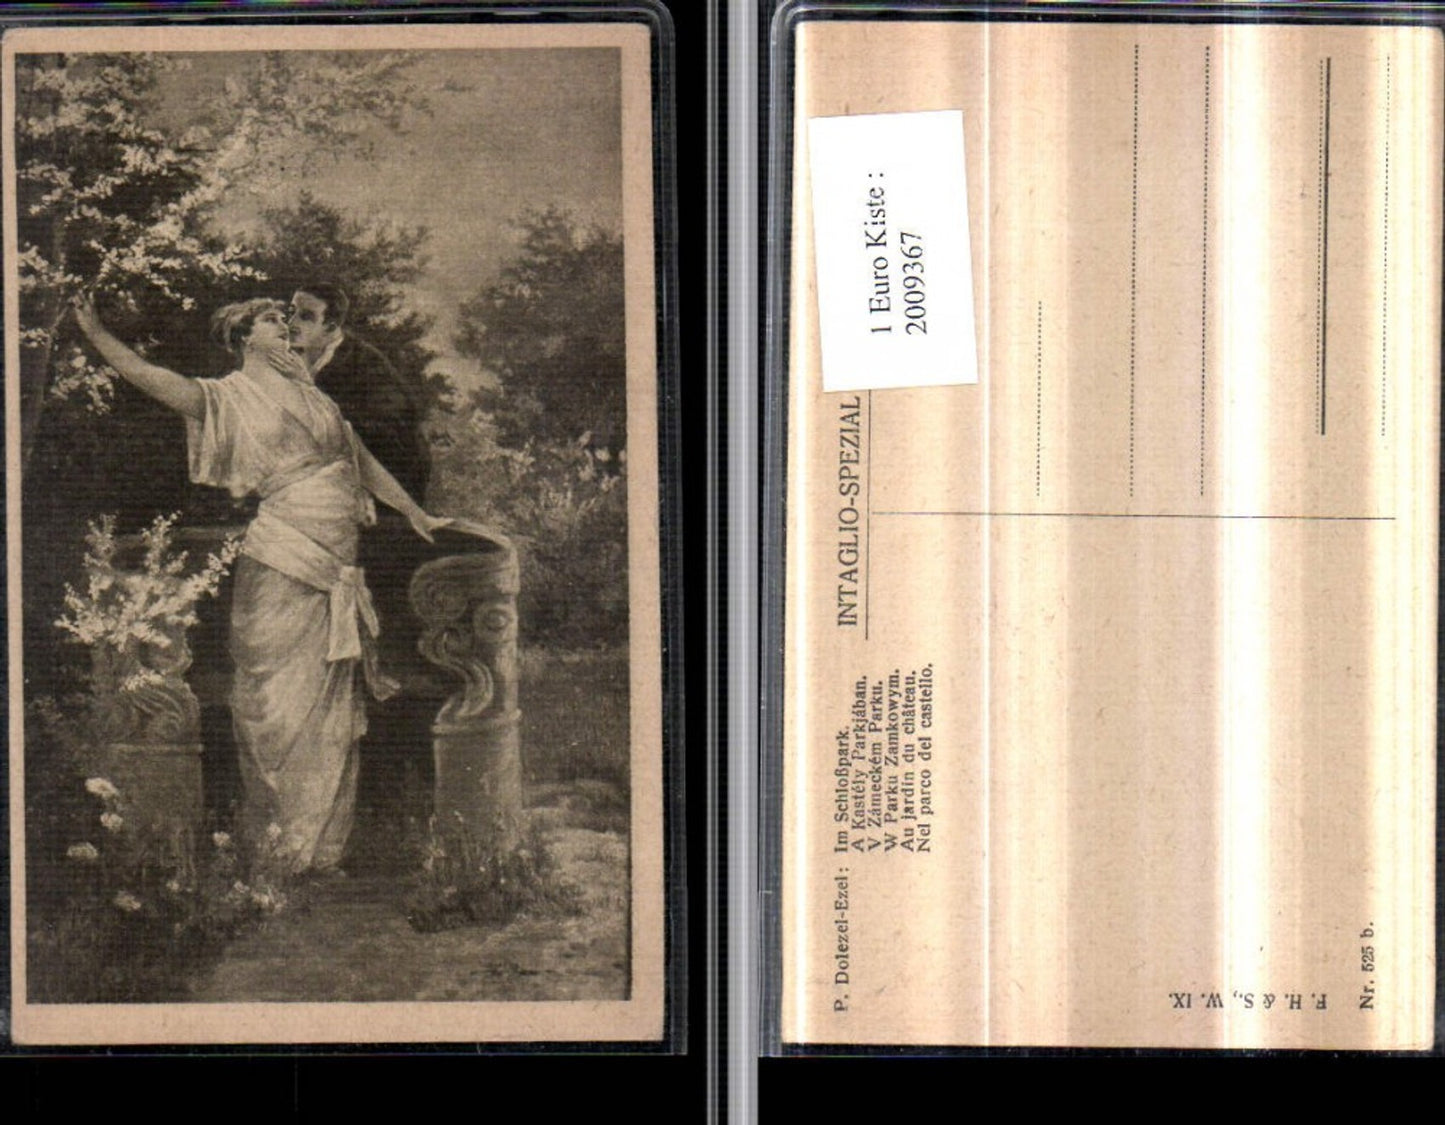 1 Euro Kiste :
2009367
INTAGLIO-SPEZIAL
P. Dolezel-Ezel: Im Schloßpark.
A Kastély Parkjában.
V Zámeckém Parku.
W Parku Zamkowym.
Au jardin du château.
Nel parco del castello.
F. H. & S., W. IX.
Nr. 525 b.